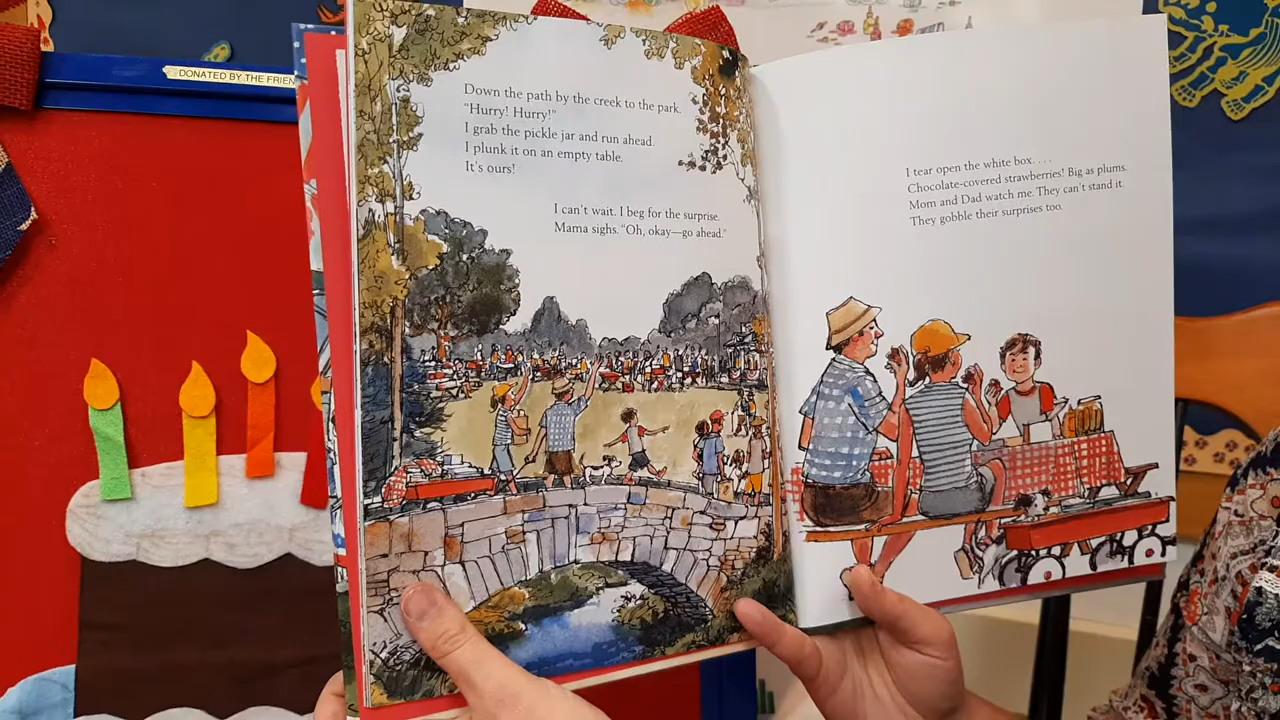 DONATED BY THE FRIEN
Down the path by the creek to the park.
“Hurry! Hurry!”
I grab the pickle jar and run ahead.
I plunk it on an empty table.
It’s ours!
I can’t wait. I beg for the surprise.
Mama sighs. “Oh, okay—go ahead.”
I tear open the white box. . . .
Chocolate-covered strawberries! Big as plums.
Mom and Dad watch me. They can’t stand it.
They gobble their surprises too.